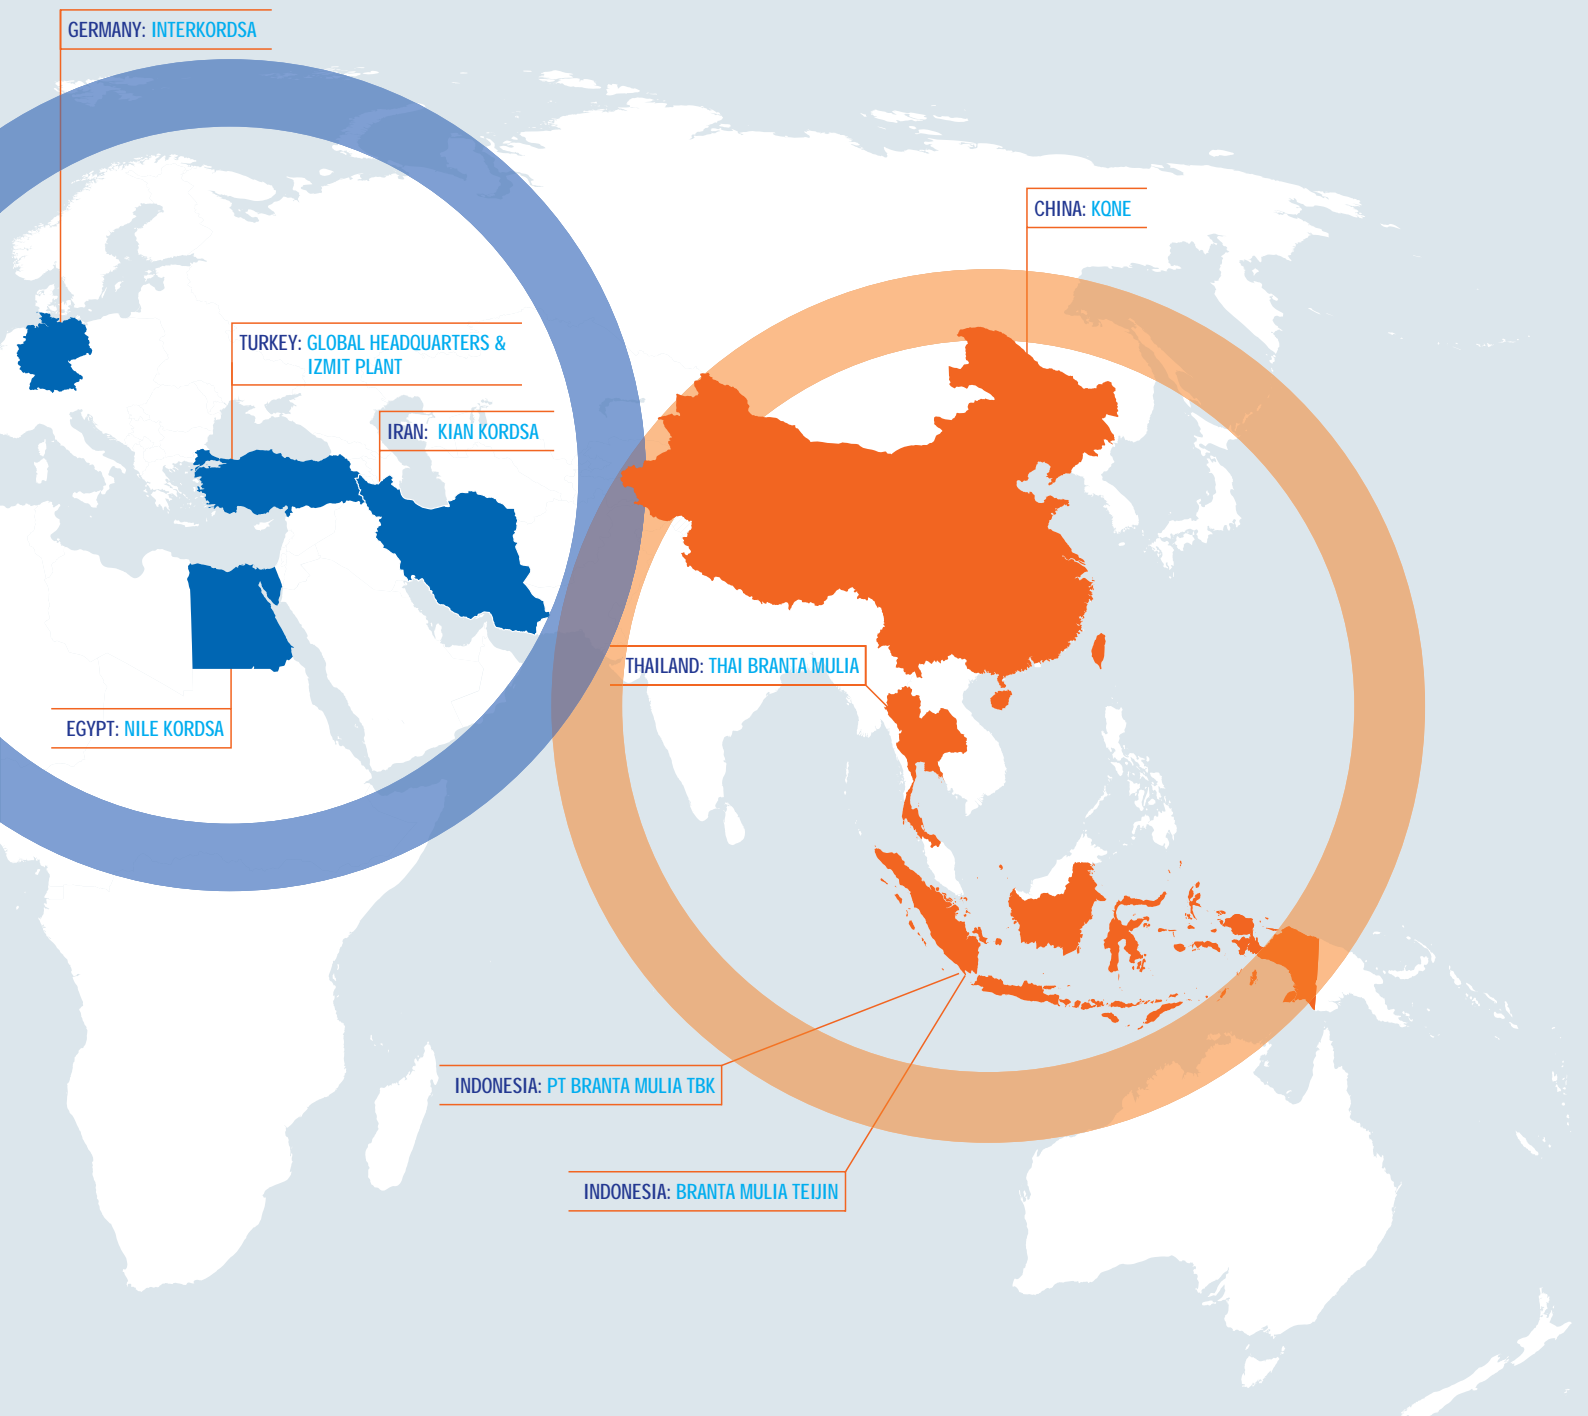 GERMANY: INTERKORDSA
CHINA: KQNE
TURKEY: GLOBAL HEADQUARTERS &
IZMIT PLANT
IRAN: KIAN KORDSA
THAILAND: THAI BRANTA MULIA
EGYPT: NILE KORDSA
INDONESIA: PT BRANTA MULIA TBK
INDONESIA: BRANTA MULIA TEIJIN